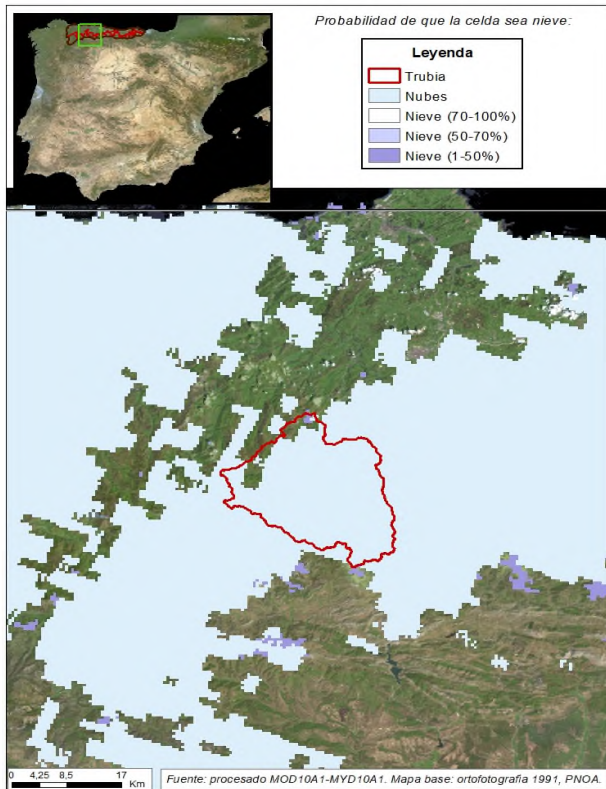 Probabilidad de que la celda sea nieve:
Leyenda
Trubia
Nubes
Nieve (70-100%)
Nieve (50-70%)
Nieve (1-50%)
0 4,25 8,5 17
Km
Fuente: procesado MOD10A1-MYD10A1. Mapa base: ortofotografia 1991, PNOA.